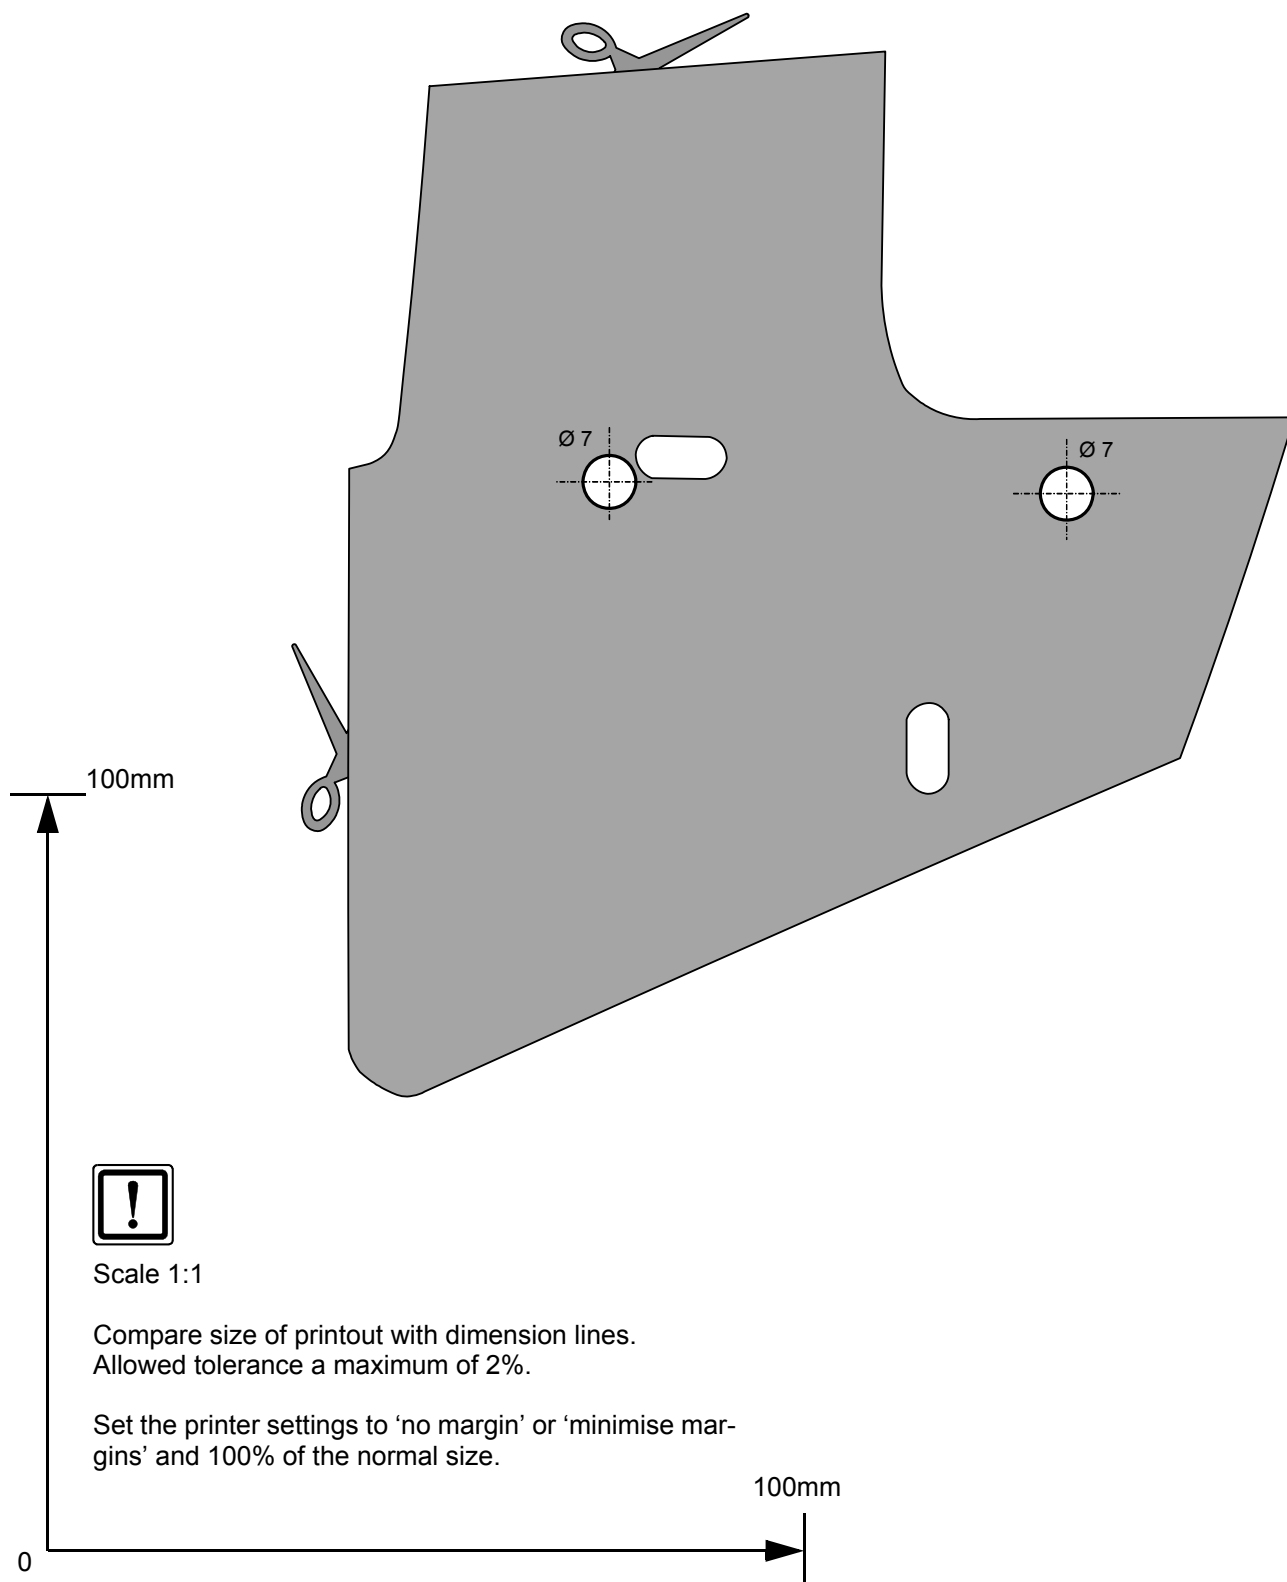 Ø 7
Ø 7
100mm
!
Scale 1:1
Compare size of printout with dimension lines.
Allowed tolerance a maximum of 2%.
Set the printer settings to ‘no margin’ or ‘minimise mar-
gins’ and 100% of the normal size.
100mm
0